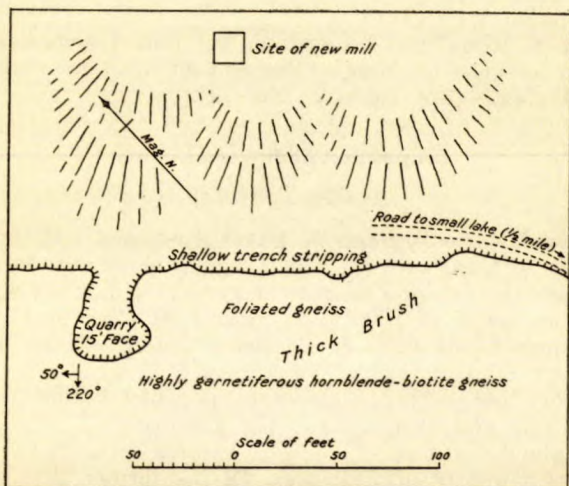 Site of new mill
Mag. N.
Road to small lake (½ mile)
Shallow trench stripping
Foliated gneiss
Quarry
15' Face
Thick Brush
50°
220°
Highly garnetiferous hornblende-biotite gneiss
Scale of feet
50 0 50 100